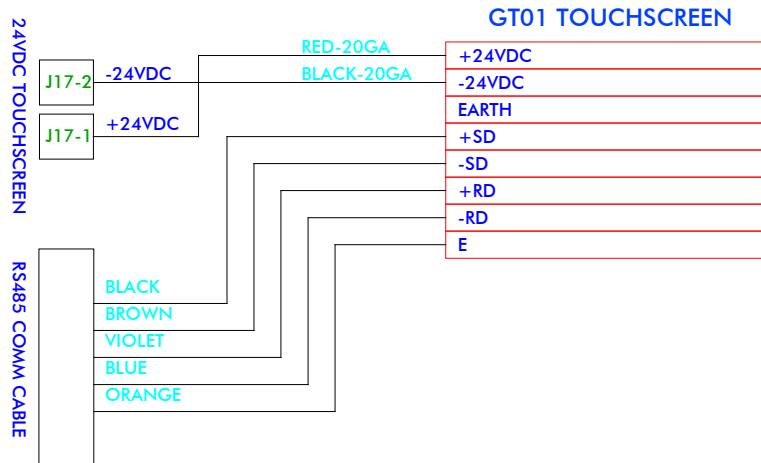 GT01 TOUCHSCREEN
24VDC TOUCHSCREEN
J17-2
-24VDC
J17-1
+24VDC
RED-20GA
BLACK-20GA
+24VDC
-24VDC
EARTH
+SD
-SD
+RD
-RD
E
RS485 COMM CABLE
BLACK
BROWN
VIOLET
BLUE
ORANGE